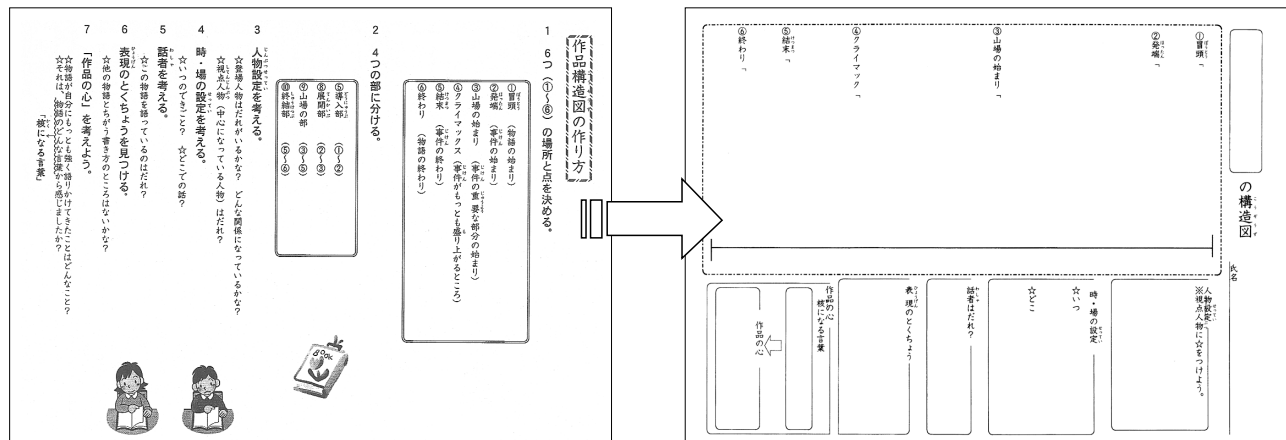 作品構造図の作り方
1 6つ(①~⑥)の場所と点を決める。
①冒頭 (物語の始まり)
②発端 (事件の始まり)
③山場の始まり (事件の重要な部分の始まり)
④クライマックス (事件がもっとも盛り上がるところ)
⑤結末 (事件の終わり)
⑥終わり (物語の終わり)
2 4つの部に分ける。
導入部 (①~②)
展開部 (②~③)
山場の部 (③~⑤)
終結部 (⑤~⑥)
3 人物設定を考える。
☆登場人物はだれがいるかな? どんな関係になっているかな?
☆視点人物(中心になっている人物)はだれ?
4 時・場の設定を考える。
☆いつのできごと? ☆どこでの話?
5 話者を考える。
☆この物語を語っているのはだれ?
6 表現のとくちょうを見つける。
☆他の物語とちがう書き方のところはないかな?
7 「作品の心」を考えよう。
☆物語が自分にもっとも強く語りかけてきたことはどんなこと?
☆それは、物語のどんな言葉から感じましたか?
「核になる言葉」
BOOK
の構造図
氏名
①冒頭「
②発端「
③山場の始まり「
④クライマック「
⑤結末「
⑥終わり「
人物設定
※視点人物に☆をつけよう。
時・場の設定
☆いつ
☆どこ
話者はだれ?
表現のとくちょう
作品の心
核になる言葉
作品の心